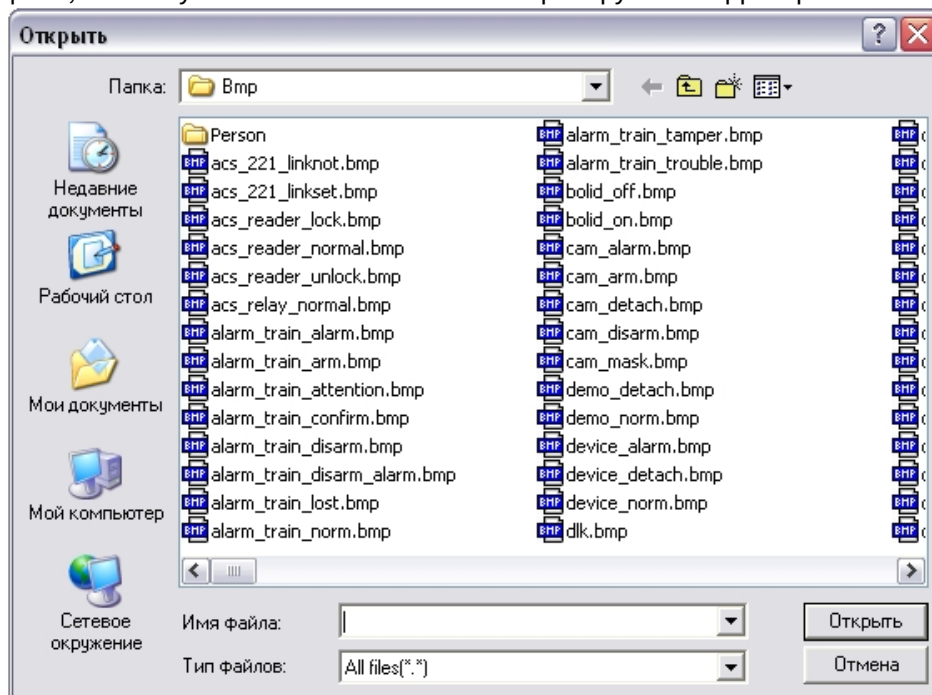 Открыть
Папка:
Bmp
Недавние
документы
Рабочий стол
Мои документы
Мой компьютер
Сетевое
окружение
Person
acs_221_linknot.bmp
acs_221_linkset.bmp
acs_reader_lock.bmp
acs_reader_normal.bmp
acs_reader_unlock.bmp
acs_relay_normal.bmp
alarm_train_alarm.bmp
alarm_train_arm.bmp
alarm_train_attention.bmp
alarm_train_confirm.bmp
alarm_train_disarm.bmp
alarm_train_disarm_alarm.bmp
alarm_train_lost.bmp
alarm_train_norm.bmp
alarm_train_tamper.bmp
alarm_train_trouble.bmp
bolid_off.bmp
bolid_on.bmp
cam_alarm.bmp
cam_arm.bmp
cam_detach.bmp
cam_disarm.bmp
cam_mask.bmp
demo_detach.bmp
demo_norm.bmp
device_alarm.bmp
device_detach.bmp
device_norm.bmp
dlk.bmp
Имя файла:
Открыть
Тип файлов:
All files(*.*)
Отмена